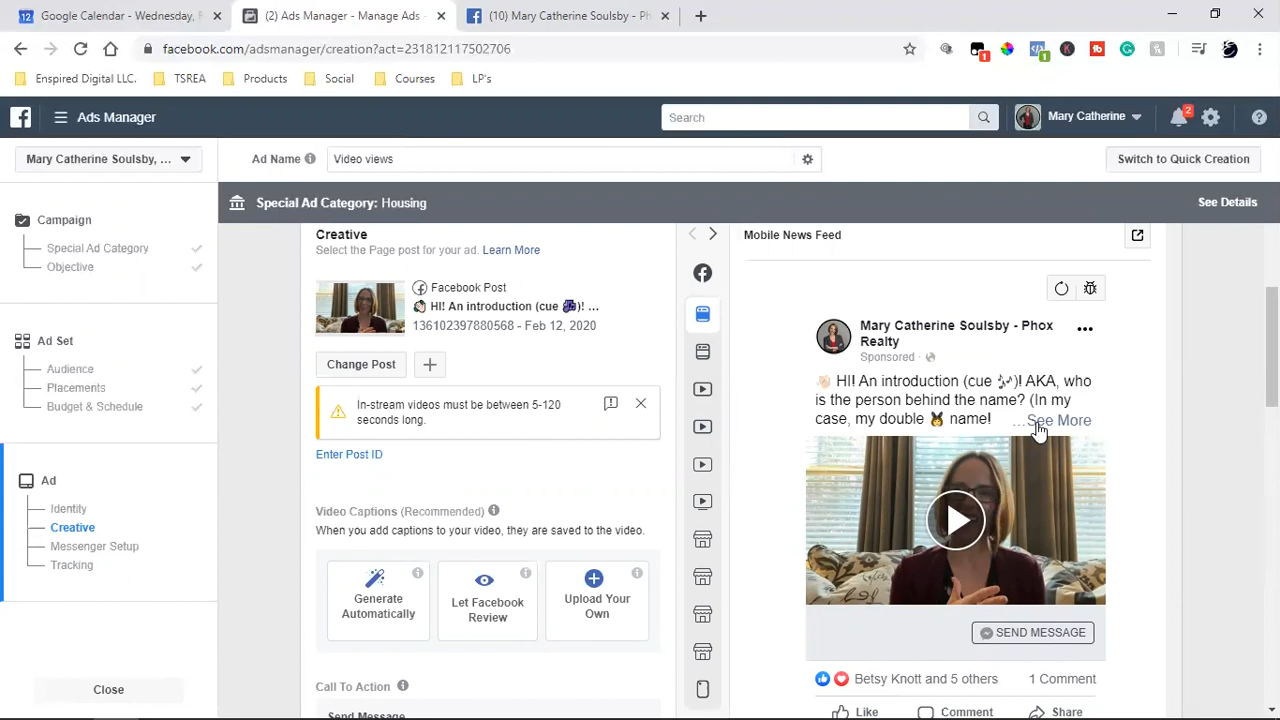 Google Calendar - Wednesday, F
(2) Ads Manager - Manage Ads -
(10) Mary Catherine Soulsby - Ph
facebook.com/adsmanager/creation?act=231812117502706
Enspired Digital LLC.
TSREA
Products
Social
Courses
LP's
Ads Manager
Search
Mary Catherine
2
Mary Catherine Soulsby, ...
Ad Name
Video views
Switch to Quick Creation
Special Ad Category: Housing
See Details
Campaign
Special Ad Category
Objective
Ad Set
Audience
Placements
Budget & Schedule
Ad
Identity
Creative
Messenger Setup
Tracking
Close
Creative
Select the Page post for your ad. Learn More
Facebook Post
👋🏻 HI! An introduction (cue 🎶)! ...
136102397880568 - Feb 12, 2020
Change Post
In-stream videos must be between 5-120
seconds long.
Enter Post ID
Video Captions (Recommended)
When you add captions to your video, they are saved to the video.
Generate
Automatically
Let Facebook
Review
Upload Your
Own
Call To Action
Send Message
Mobile News Feed
Mary Catherine Soulsby - Phox
Realty
Sponsored ·
👋🏻 HI! An introduction (cue 🎶)! AKA, who
is the person behind the name? (In my
case, my double 👯 name!
...See More
SEND MESSAGE
Betsy Knott and 5 others
1 Comment
Like
Comment
Share